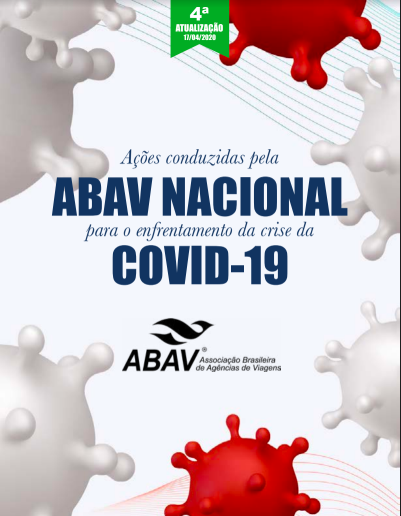 4ª
ATUALIZAÇÃO
17/04/2020
Ações conduzidas pela
ABAV NACIONAL
para o enfrentamento da crise da
COVID-19
ABAV®
Associação Brasileira
de Agências de Viagens